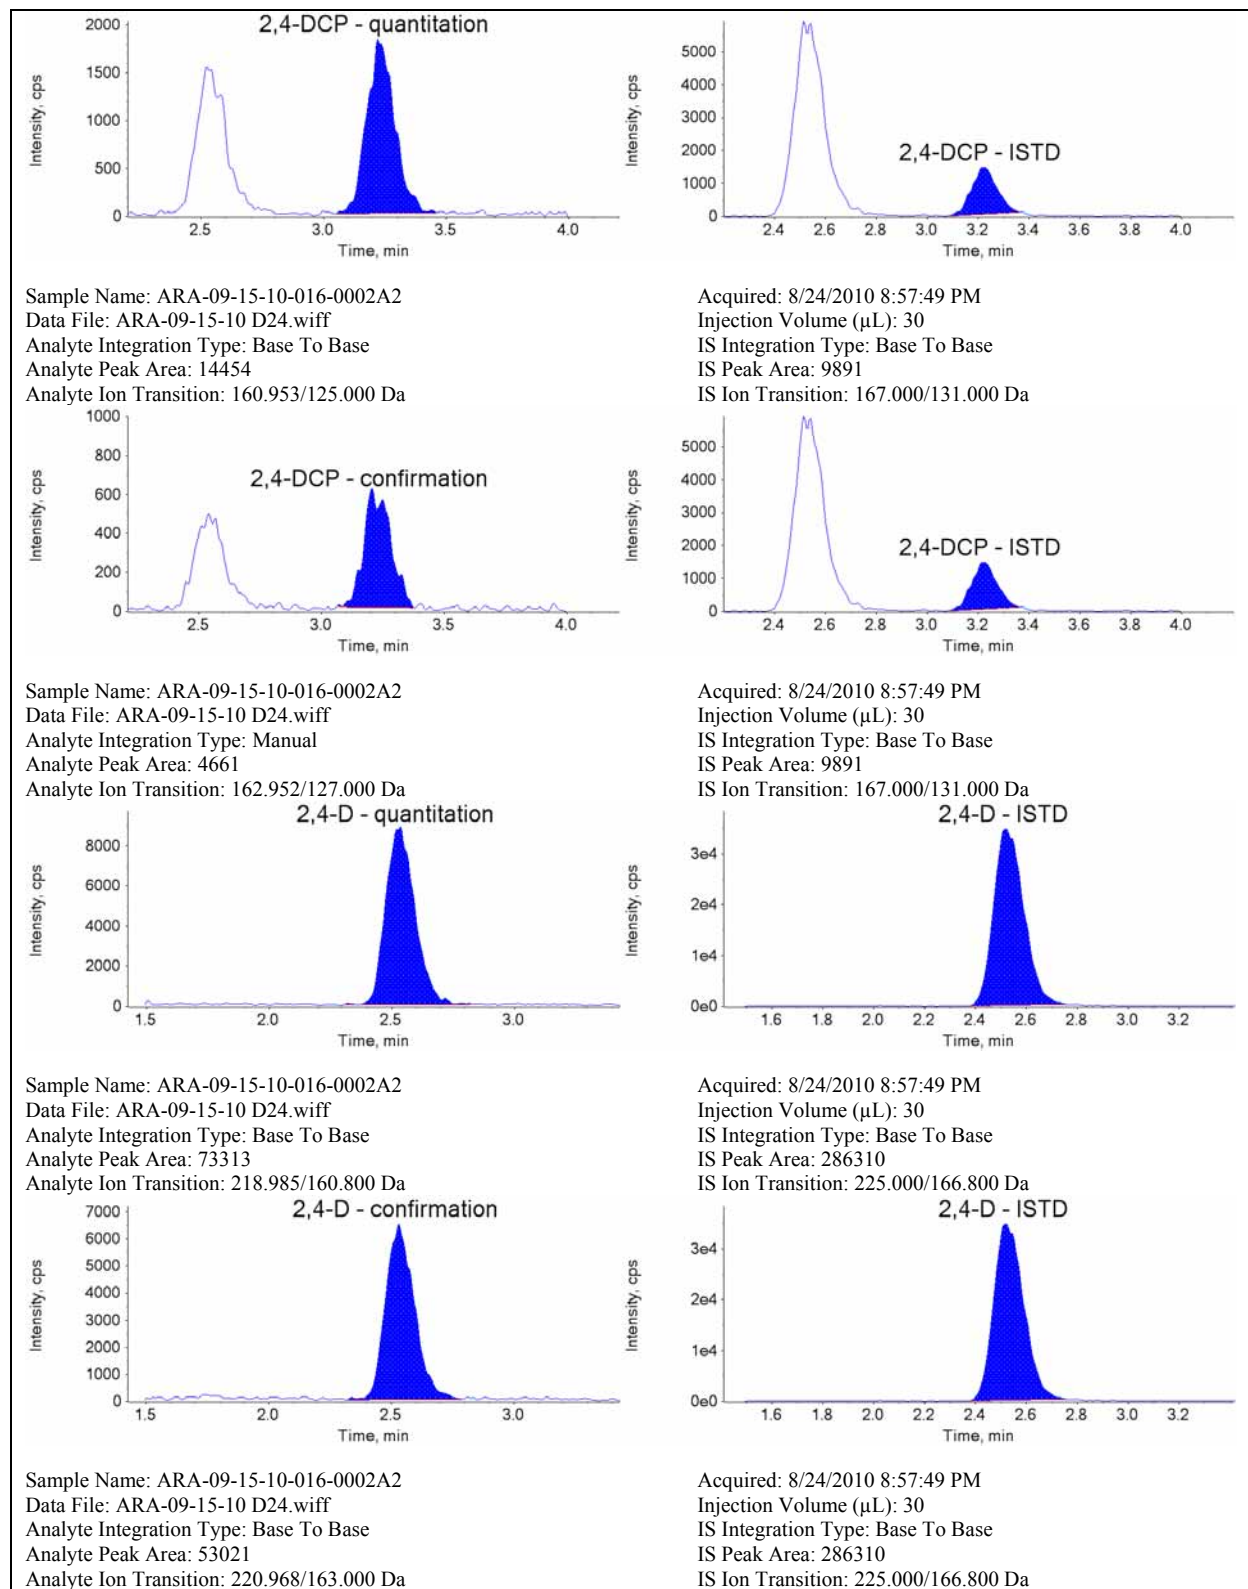 2,4-DCP - quantitation
2000
1500
1000
500
0
Intensity, cps
2.5 3.0 3.5 4.0
Time, min
2,4-DCP - ISTD
5000
4000
3000
2000
1000
0
Intensity, cps
2.4 2.6 2.8 3.0 3.2 3.4 3.6 3.8 4.0
Time, min
Sample Name: ARA-09-15-10-016-0002A2
Data File: ARA-09-15-10 D24.wiff
Analyte Integration Type: Base To Base
Analyte Peak Area: 14454
Analyte Ion Transition: 160.953/125.000 Da
Acquired: 8/24/2010 8:57:49 PM
Injection Volume (µL): 30
IS Integration Type: Base To Base
IS Peak Area: 9891
IS Ion Transition: 167.000/131.000 Da
2,4-DCP - confirmation
1000
800
600
400
200
0
Intensity, cps
2.5 3.0 3.5 4.0
Time, min
2,4-DCP - ISTD
5000
4000
3000
2000
1000
0
Intensity, cps
2.4 2.6 2.8 3.0 3.2 3.4 3.6 3.8 4.0
Time, min
Sample Name: ARA-09-15-10-016-0002A2
Data File: ARA-09-15-10 D24.wiff
Analyte Integration Type: Manual
Analyte Peak Area: 4661
Analyte Ion Transition: 162.952/127.000 Da
Acquired: 8/24/2010 8:57:49 PM
Injection Volume (µL): 30
IS Integration Type: Base To Base
IS Peak Area: 9891
IS Ion Transition: 167.000/131.000 Da
2,4-D - quantitation
8000
6000
4000
2000
0
Intensity, cps
1.5 2.0 2.5 3.0
Time, min
2,4-D - ISTD
3e4
2e4
1e4
0e0
Intensity, cps
1.6 1.8 2.0 2.2 2.4 2.6 2.8 3.0 3.2
Time, min
Sample Name: ARA-09-15-10-016-0002A2
Data File: ARA-09-15-10 D24.wiff
Analyte Integration Type: Base To Base
Analyte Peak Area: 73313
Analyte Ion Transition: 218.985/160.800 Da
Acquired: 8/24/2010 8:57:49 PM
Injection Volume (µL): 30
IS Integration Type: Base To Base
IS Peak Area: 286310
IS Ion Transition: 225.000/166.800 Da
2,4-D - confirmation
7000
6000
5000
4000
3000
2000
1000
0
Intensity, cps
1.5 2.0 2.5 3.0
Time, min
2,4-D - ISTD
3e4
2e4
1e4
0e0
Intensity, cps
1.6 1.8 2.0 2.2 2.4 2.6 2.8 3.0 3.2
Time, min
Sample Name: ARA-09-15-10-016-0002A2
Data File: ARA-09-15-10 D24.wiff
Analyte Integration Type: Base To Base
Analyte Peak Area: 53021
Analyte Ion Transition: 220.968/163.000 Da
Acquired: 8/24/2010 8:57:49 PM
Injection Volume (µL): 30
IS Integration Type: Base To Base
IS Peak Area: 286310
IS Ion Transition: 225.000/166.800 Da